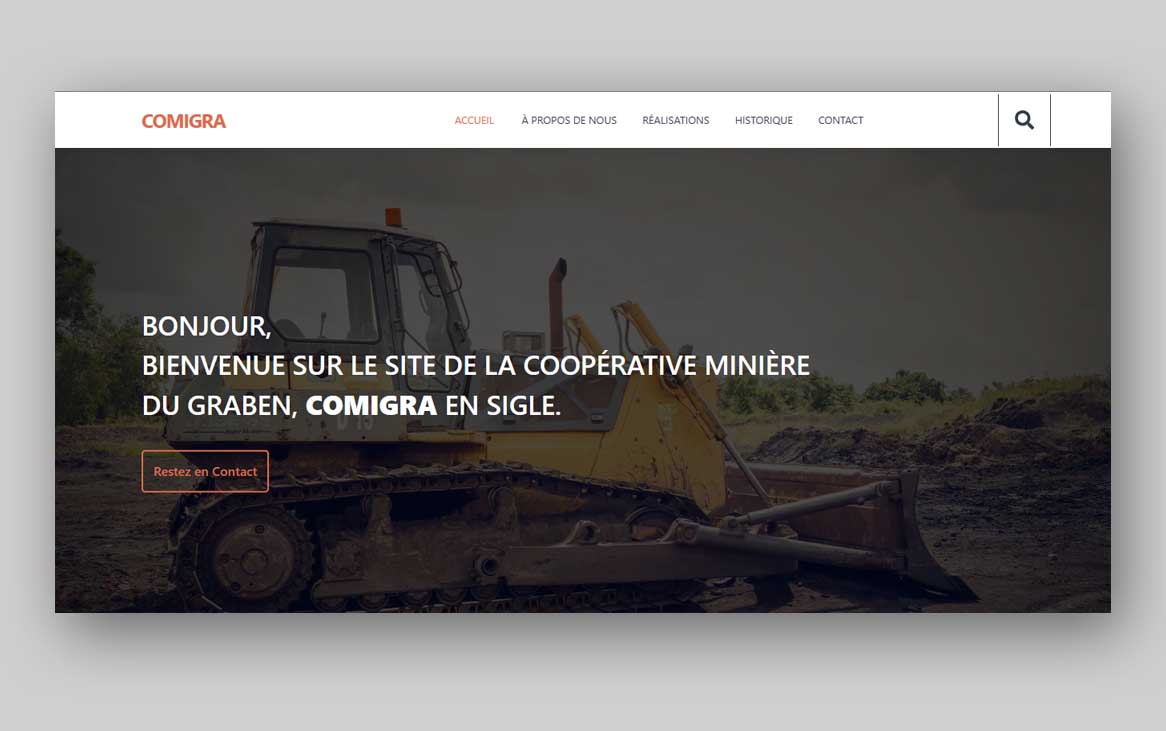 COMIGRA
ACCUEIL
À PROPOS DE NOUS
RÉALISATIONS
HISTORIQUE
CONTACT
BONJOUR,
BIENVENUE SUR LE SITE DE LA COOPÉRATIVE MINIÈRE
DU GRABEN, COMIGRA EN SIGLE.
Restez en Contact